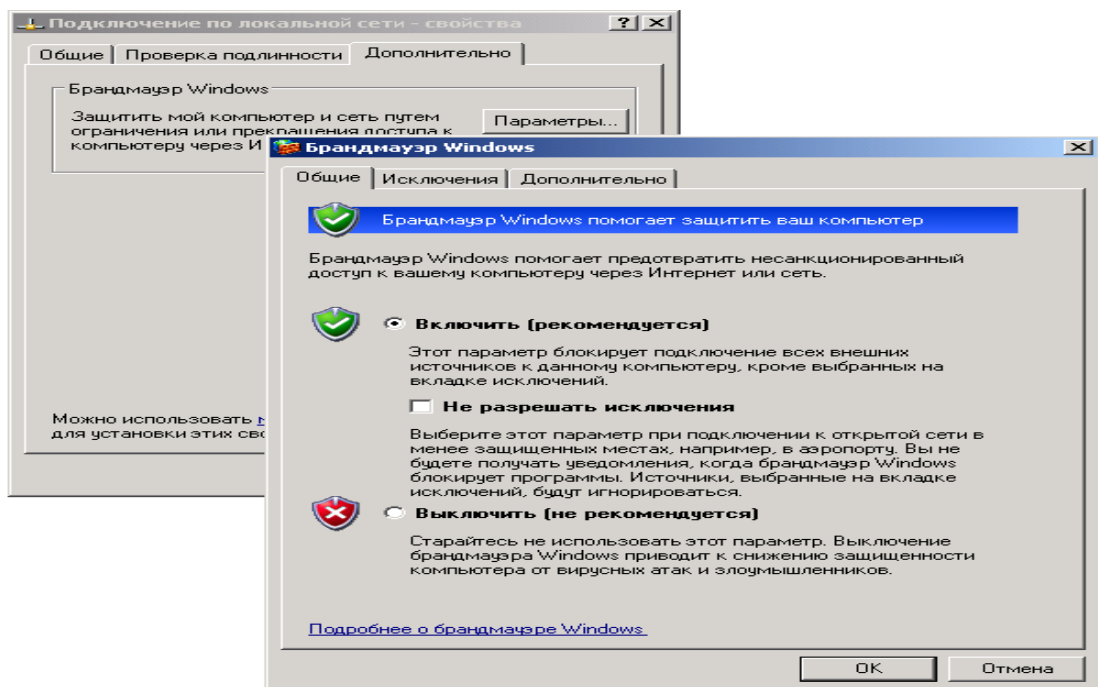 Подключение по локальной сети - свойства
Общие
Проверка подлинности
Дополнительно
Брандмауэр Windows
Защитить мой компьютер и сеть путем
ограничения или прекращения доступа к
компьютеру через И
Параметры...
Можно использовать
для установки этих
Брандмауэр Windows
Общие
Исключения
Дополнительно
Брандмауэр Windows помогает защитить ваш компьютер
Брандмауэр Windows помогает предотвратить несанкционированный
доступ к вашему компьютеру через Интернет или сеть.
Включить (рекомендуется)
Этот параметр блокирует подключение всех внешних
источников к данному компьютеру, кроме выбранных на
вкладке исключений.
Не разрешать исключения
Выберите этот параметр при подключении к открытой сети в
менее защищенных местах, например, в аэропорту. Вы не
будете получать уведомления, когда брандмауэр Windows
блокирует программы. Источники, выбранные на вкладке
исключений, будут игнорироваться.
Выключить (не рекомендуется)
Старайтесь не использовать этот параметр. Выключение
брандмауэра Windows приводит к снижению защищенности
компьютера от вирусных атак и злоумышленников.
Подробнее о брандмауэре Windows
OK
Отмена